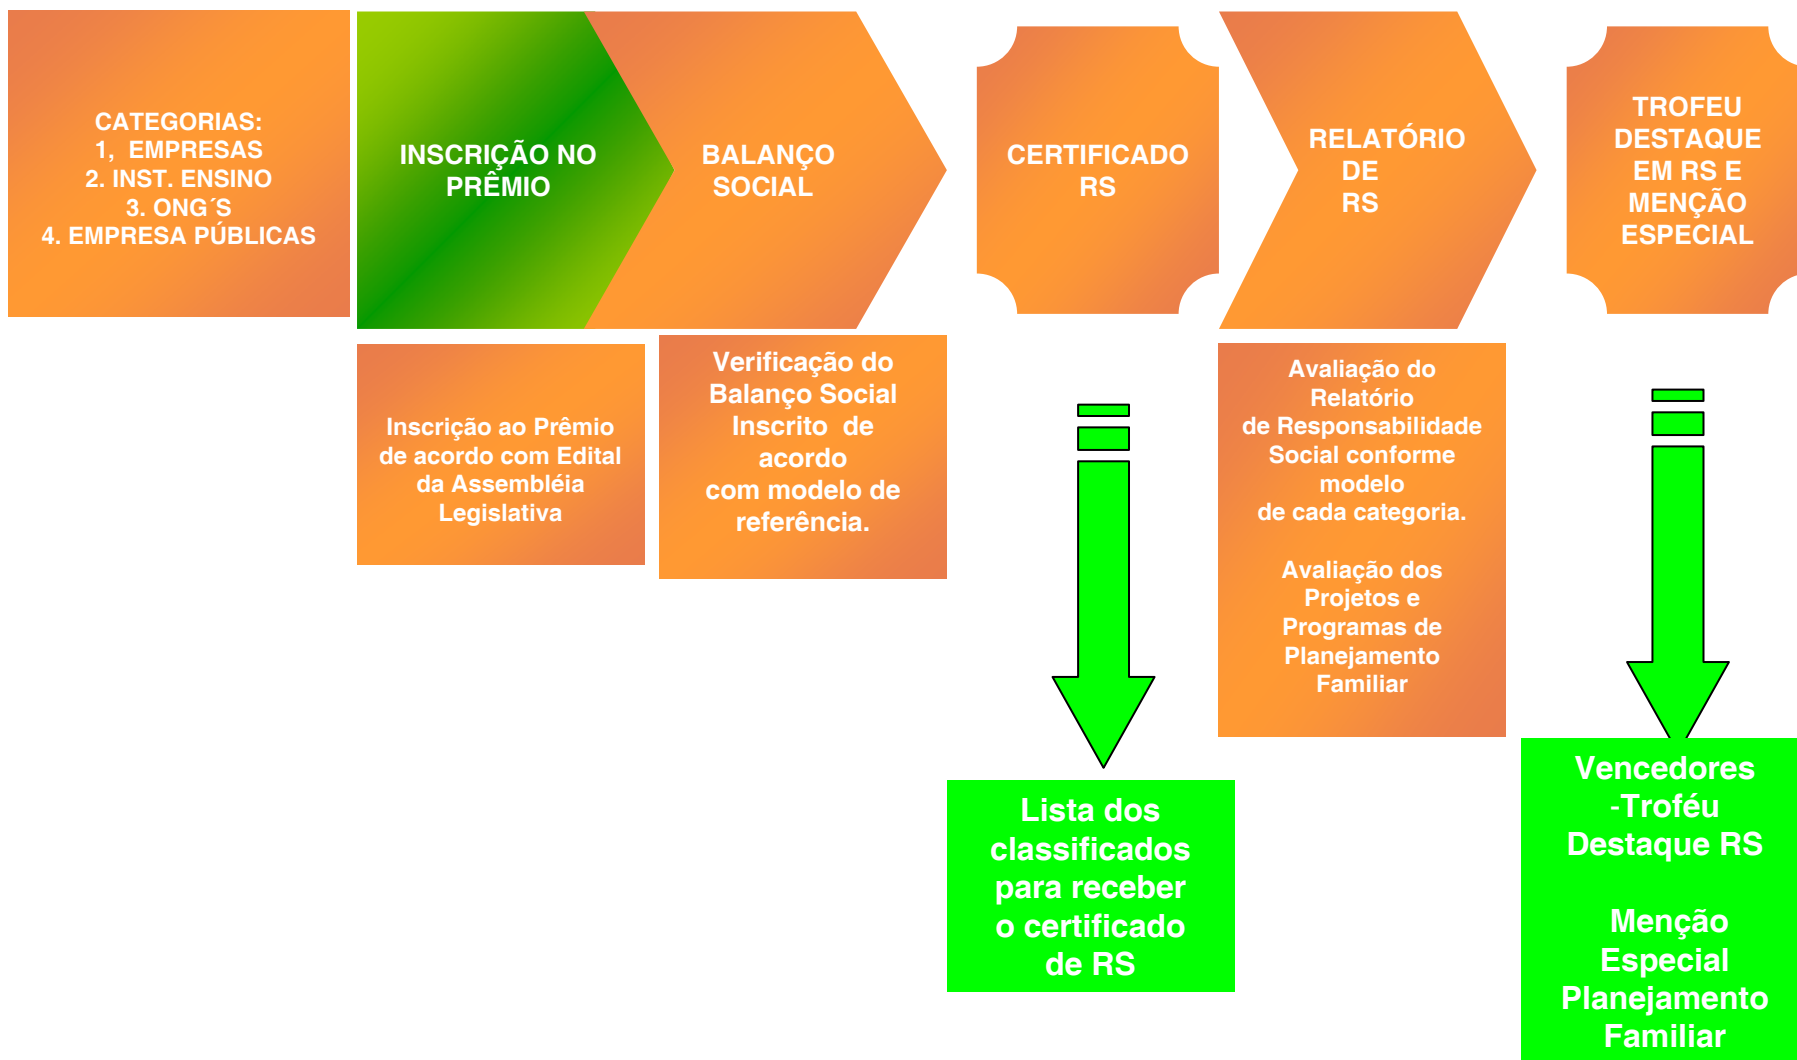 CATEGORIAS:
1, EMPRESAS
2. INST. ENSINO
3. ONG´S
4. EMPRESA PÚBLICAS
INSCRIÇÃO NO
PRÊMIO
BALANÇO
SOCIAL
CERTIFICADO
RS
RELATÓRIO
DE
RS
TROFEU
DESTAQUE
EM RS E
MENÇÃO
ESPECIAL
Inscrição ao Prêmio
de acordo com Edital
da Assembléia
Legislativa
Verificação do
Balanço Social
Inscrito de
acordo
com modelo de
referência.
Avaliação do
Relatório
de Responsabilidade
Social conforme
modelo
de cada categoria.
Avaliação dos
Projetos e
Programas de
Planejamento
Familiar
Lista dos
classificados
para receber
o certificado
de RS
Vencedores
-Troféu
Destaque RS
Menção
Especial
Planejamento
Familiar